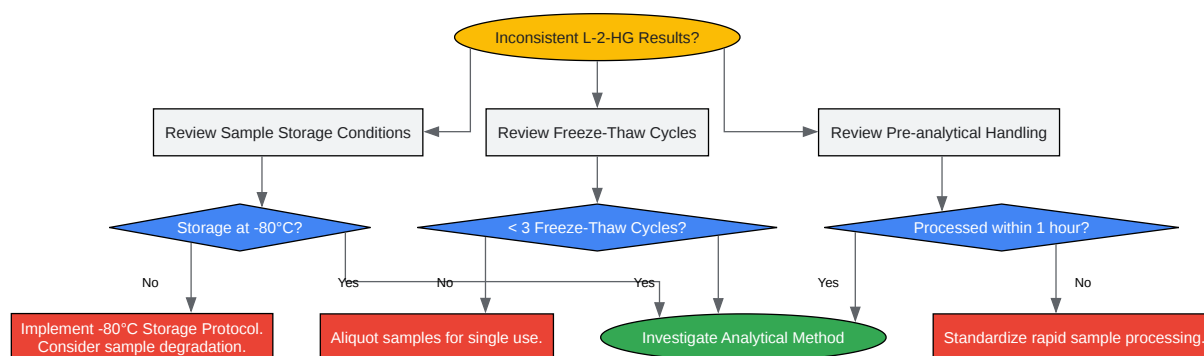 Inconsistent L-2-HG Results?
Review Sample Storage Conditions
Review Freeze-Thaw Cycles
Review Pre-analytical Handling
Storage at -80°C?
< 3 Freeze-Thaw Cycles?
Processed within 1 hour?
No
Yes
No
Yes
Yes
No
Implement -80°C Storage Protocol.
Consider sample degradation.
Aliquot samples for single use.
Investigate Analytical Method
Standardize rapid sample processing.